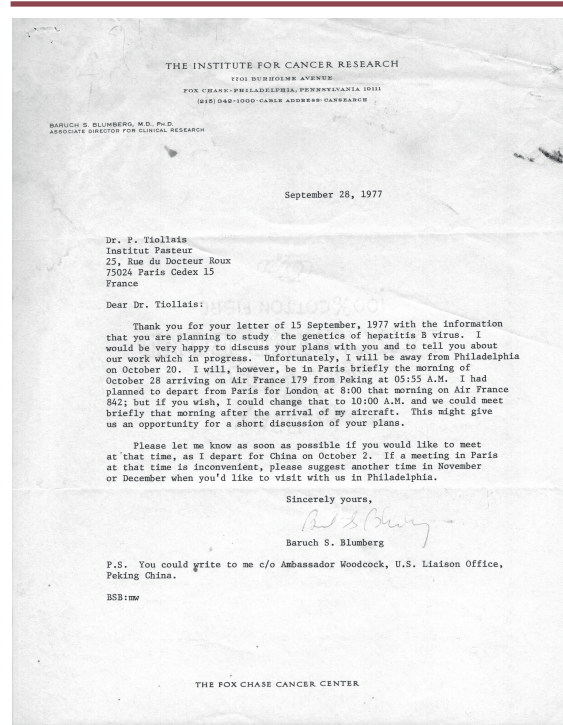 THE INSTITUTE FOR CANCER RESEARCH
7701 BURHOLME AVENUE
FOX CHASE · PHILADELPHIA, PENNSYLVANIA 19111
(215) 342-1000 · CABLE ADDRESS · CANSEARCH
BARUCH S. BLUMBERG, M.D., PH.D.
ASSOCIATE DIRECTOR FOR CLINICAL RESEARCH
September 28, 1977
Dr. P. Tiollais
Institut Pasteur
25, Rue du Docteur Roux
75024 Paris Cedex 15
France
Dear Dr. Tiollais:
Thank you for your letter of 15 September, 1977 with the information
that you are planning to study the genetics of hepatitis B virus. I
would be very happy to discuss your plans with you and to tell you about
our work which in progress. Unfortunately, I will be away from Philadelphia
on October 20. I will, however, be in Paris briefly the morning of
October 28 arriving on Air France 179 from Peking at 05:55 A.M. I had
planned to depart from Paris for London at 8:00 that morning on Air France
842; but if you wish, I could change that to 10:00 A.M. and we could meet
briefly that morning after the arrival of my aircraft. This might give
us an opportunity for a short discussion of your plans.
Please let me know as soon as possible if you would like to meet
at that time, as I depart for China on October 2. If a meeting in Paris
at that time is inconvenient, please suggest another time in November
or December when you'd like to visit with us in Philadelphia.
Sincerely yours,
Baruch S. Blumberg
P.S. You could write to me c/o Ambassador Woodcock, U.S. Liaison Office,
Peking China.
BSB:mw
THE FOX CHASE CANCER CENTER